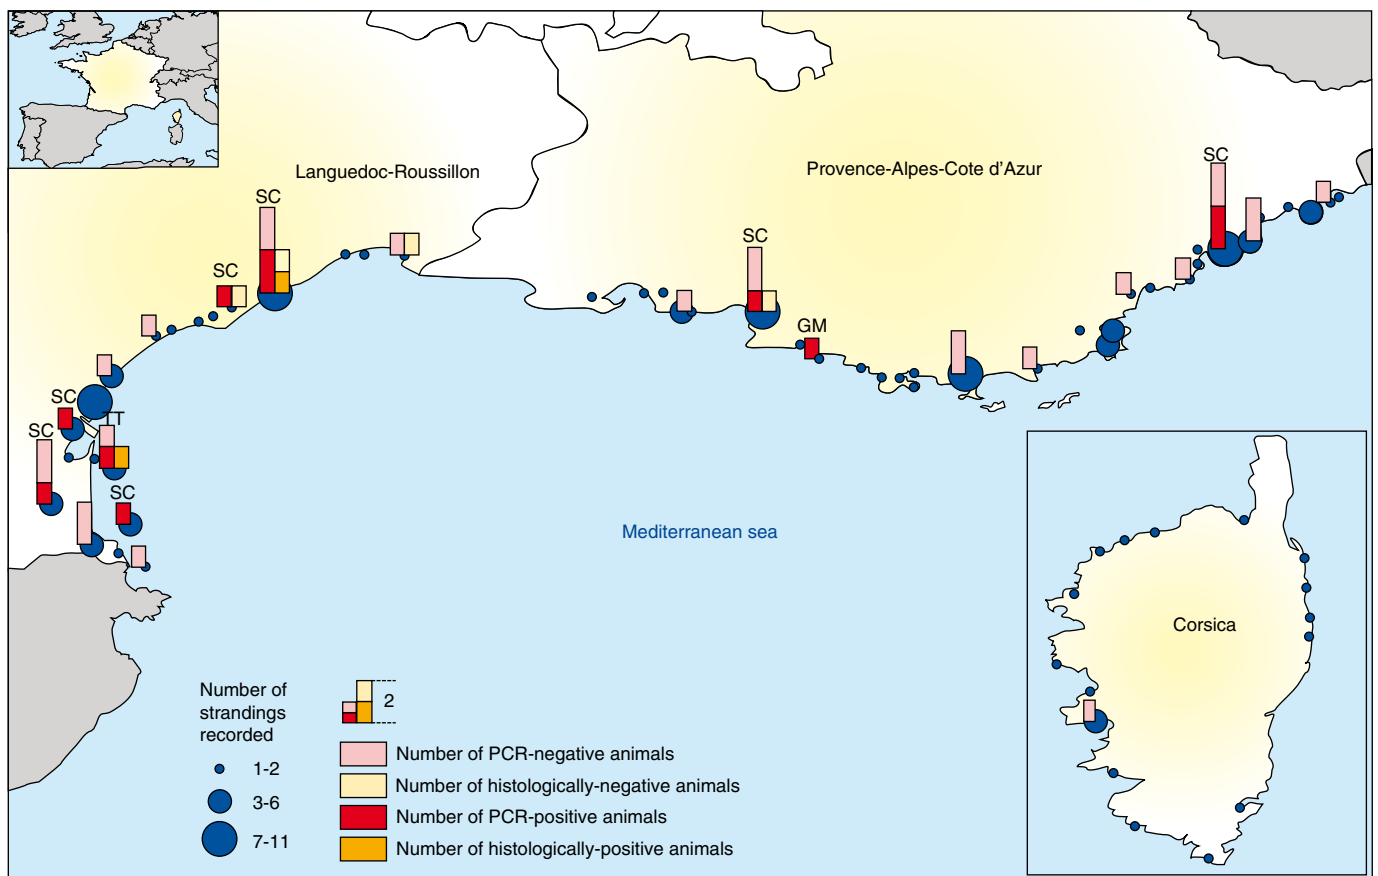 SC
Languedoc-Roussillon
Provence-Alpes-Cote d'Azur
SC
SC
SC
GM
SC
TT
SC
SC
Mediterranean sea
Corsica
Number of
strandings
recorded
1-2
3-6
7-11
2
Number of PCR-negative animals
Number of histologically-negative animals
Number of PCR-positive animals
Number of histologically-positive animals